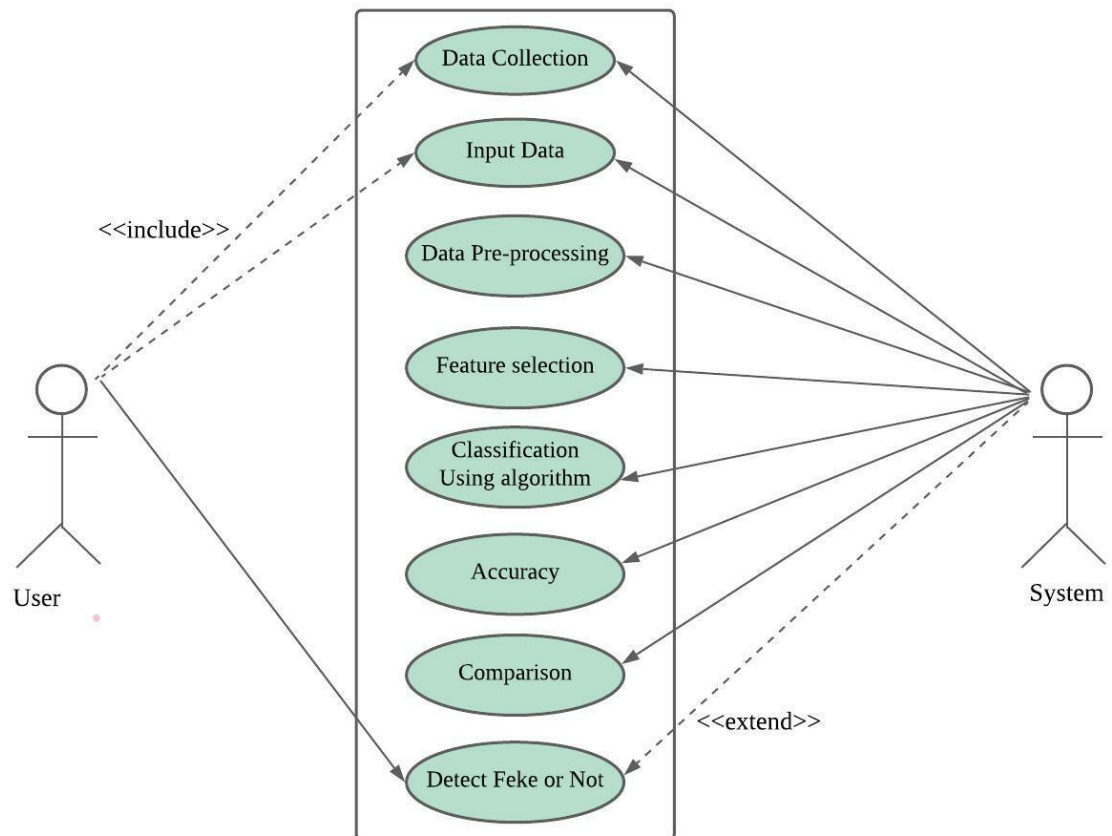 Data Collection
Input Data
<<include>>
Data Pre-processing
Feature selection
Classification
Using algorithm
Accuracy
User
System
Comparison
<<extend>>
Detect Feke or Not